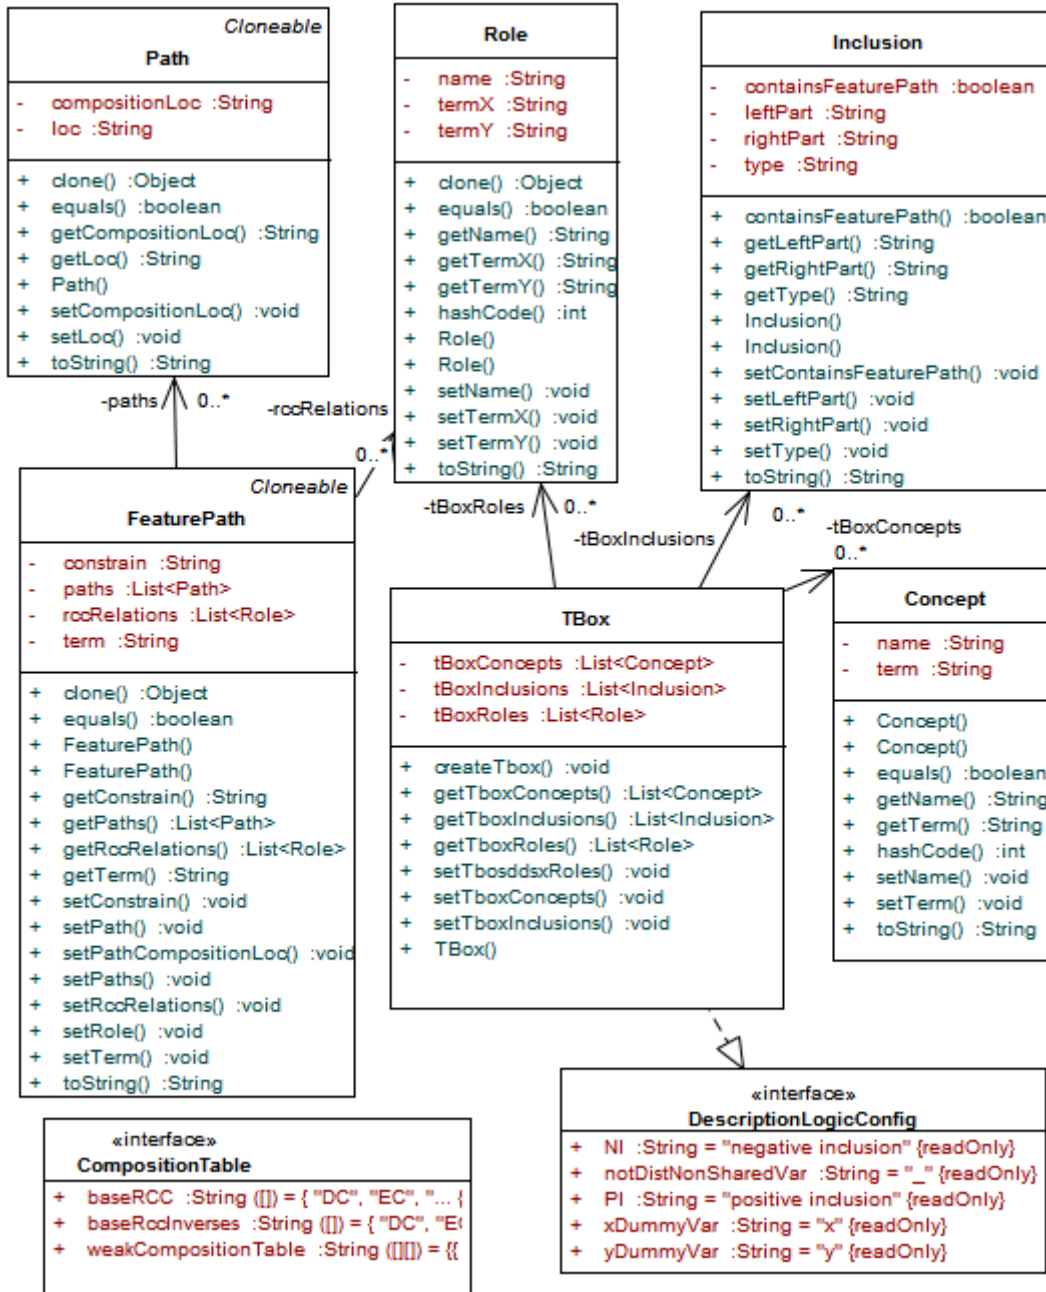 Cloneable
Path
- compositionLoc :String
- loc :String
+ clone() :Object
+ equals() :boolean
+ getCompositionLoc() :String
+ getLoc() :String
+ Path()
+ setCompositionLoc() :void
+ setLoc() :void
+ toString() :String
Role
- name :String
- termX :String
- termY :String
+ clone() :Object
+ equals() :boolean
+ getName() :String
+ getTermX() :String
+ getTermY() :String
+ hashCode() :int
+ Role()
+ Role()
+ setName() :void
+ setTermX() :void
+ setTermY() :void
+ toString() :String
Inclusion
- containsFeaturePath :boolean
- leftPart :String
- rightPart :String
- type :String
+ containsFeaturePath() :boolean
+ getLeftPart() :String
+ getRightPart() :String
+ getType() :String
+ Inclusion()
+ Inclusion()
+ setContainsFeaturePath() :void
+ setLeftPart() :void
+ setRightPart() :void
+ setType() :void
+ toString() :String
-paths 0..*
-rccRelations
0..*
-tBoxRoles 0..*
-tBoxInclusions
0..*
-tBoxConcepts
0..*
Cloneable
FeaturePath
- constrain :String
- paths :List<Path>
- rccRelations :List<Role>
- term :String
+ clone() :Object
+ equals() :boolean
+ FeaturePath()
+ FeaturePath()
+ getConstrain() :String
+ getPaths() :List<Path>
+ getRccRelations() :List<Role>
+ getTerm() :String
+ setConstrain() :void
+ setPath() :void
+ setPathCompositionLoc() :void
+ setPaths() :void
+ setRccRelations() :void
+ setRole() :void
+ setTerm() :void
+ toString() :String
TBox
- tBoxConcepts :List<Concept>
- tBoxInclusions :List<Inclusion>
- tBoxRoles :List<Role>
+ createTbox() :void
+ getTboxConcepts() :List<Concept>
+ getTboxInclusions() :List<Inclusion>
+ getTboxRoles() :List<Role>
+ setTbosddsxRoles() :void
+ setTboxConcepts() :void
+ setTboxInclusions() :void
+ TBox()
Concept
- name :String
- term :String
+ Concept()
+ Concept()
+ equals() :boolean
+ getName() :String
+ getTerm() :String
+ hashCode() :int
+ setName() :void
+ setTerm() :void
+ toString() :String
«interface»
CompositionTable
+ baseRCC :String ([]) = { "DC", "EC", "... {
+ baseRccInverses :String ([]) = { "DC", "EC
+ weakCompositionTable :String ([][]) = {{
«interface»
DescriptionLogicConfig
+ NI :String = "negative inclusion" {readOnly}
+ notDistNonSharedVar :String = "_" {readOnly}
+ PI :String = "positive inclusion" {readOnly}
+ xDummyVar :String = "x" {readOnly}
+ yDummyVar :String = "y" {readOnly}